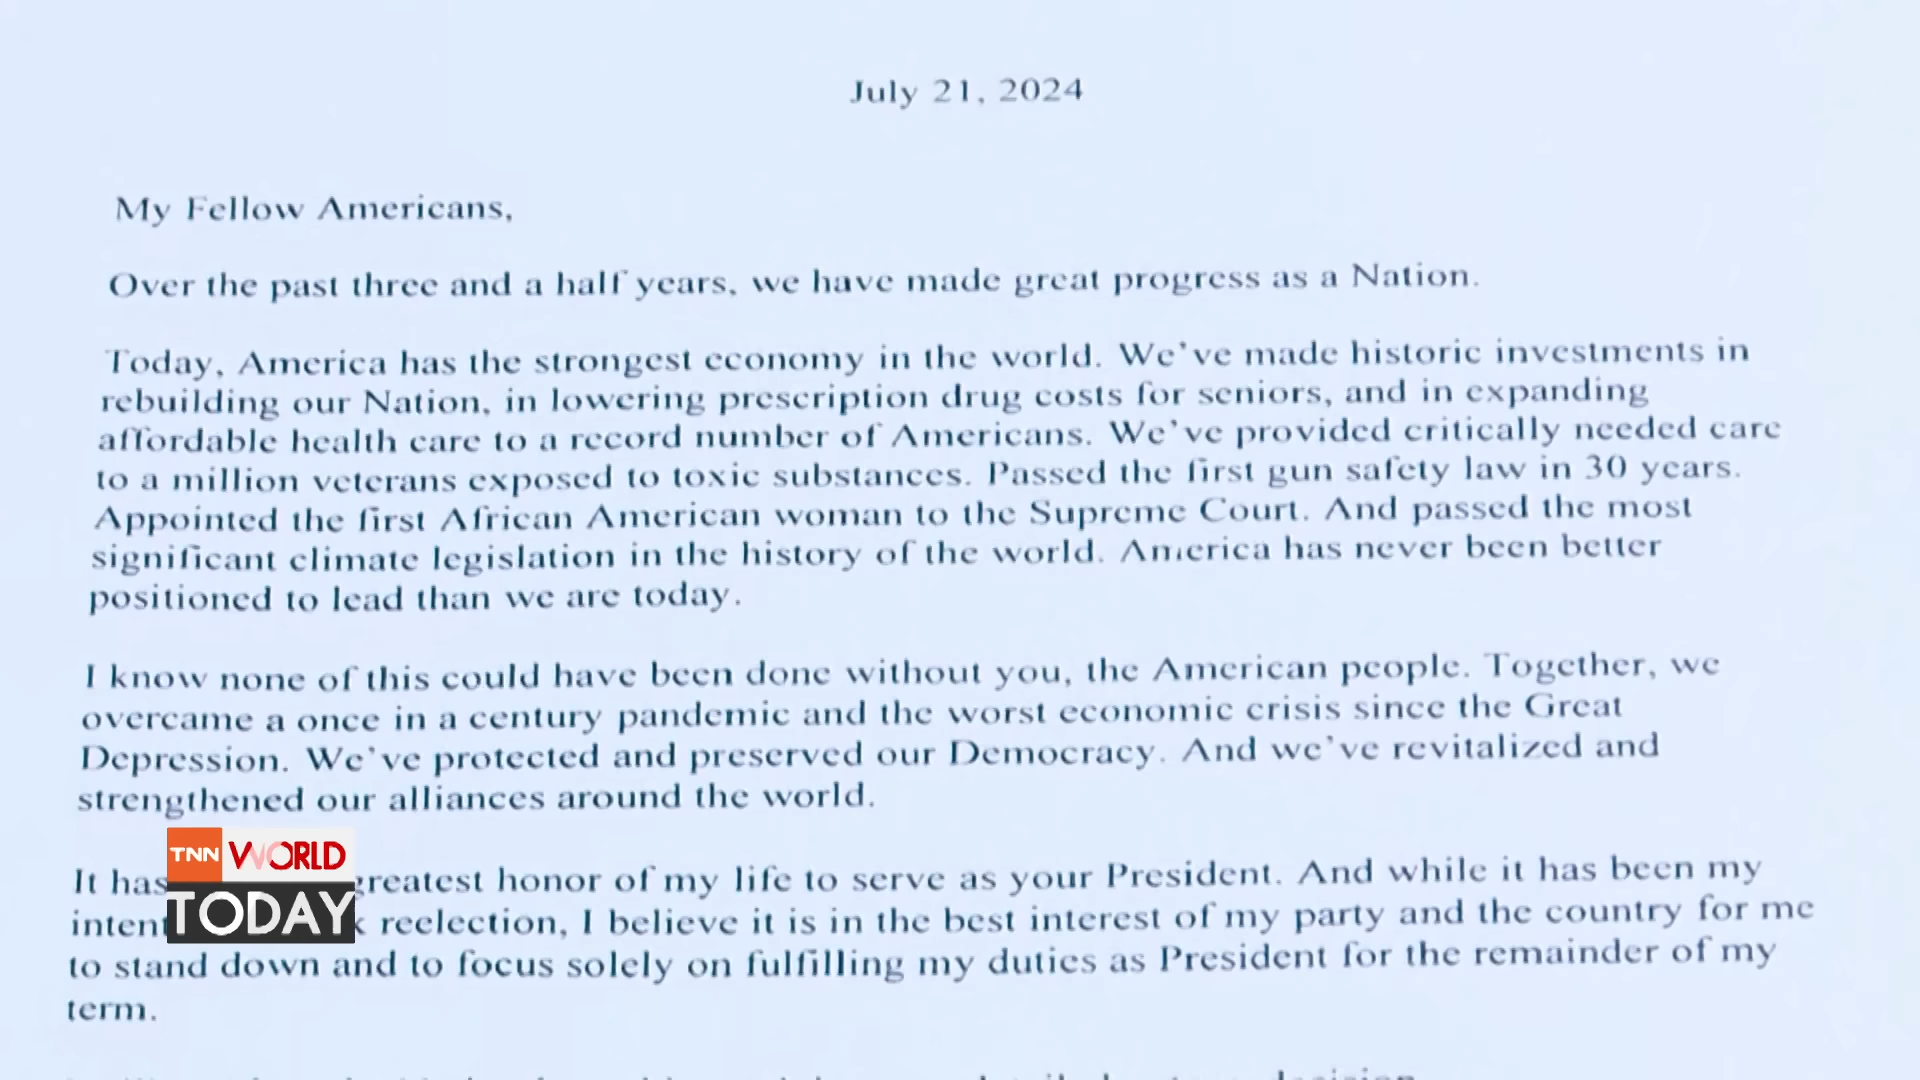 July 21, 2024
My Fellow Americans,
Over the past three and a half years, we have made great progress as a Nation.
Today, America has the strongest economy in the world. We've made historic investments in
rebuilding our Nation, in lowering prescription drug costs for seniors, and in expanding
affordable health care to a record number of Americans. We've provided critically needed care
to a million veterans exposed to toxic substances. Passed the first gun safety law in 30 years.
Appointed the first African American woman to the Supreme Court. And passed the most
significant climate legislation in the history of the world. America has never been better
positioned to lead than we are today.
I know none of this could have been done without you, the American people. Together, we
overcame a once in a century pandemic and the worst economic crisis since the Great
Depression. We've protected and preserved our Democracy. And we've revitalized and
strengthened our alliances around the world.
It has greatest honor of my life to serve as your President. And while it has been my
reelection, I believe it is in the best interest of my party and the country for me
to stand down and to focus solely on fulfilling my duties as President for the remainder of my
term.
TNN WORLD
TODAY